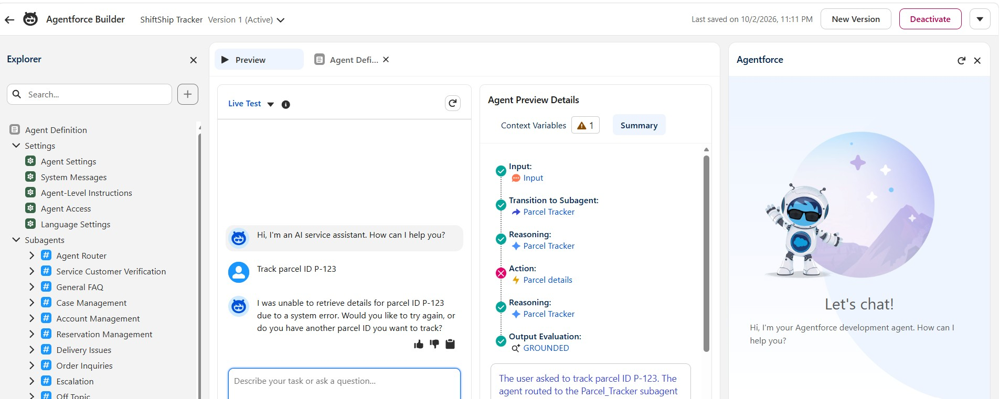 Agentforce Builder
ShiftShip Tracker Version 1 (Active)
Last saved on 10/2/2026, 11:11 PM
New Version
Deactivate
Explorer
Search...
Agent Definition
Settings
Agent Settings
System Messages
Agent-Level Instructions
Agent Access
Language Settings
Subagents
# Agent Router
# Service Customer Verification
# General FAQ
# Case Management
# Account Management
# Reservation Management
# Delivery Issues
# Order Inquiries
# Escalation
# Off Topic
Preview
Agent Defi...
Live Test
Hi, I'm an AI service assistant. How can I help you?
Track parcel ID P-123
I was unable to retrieve details for parcel ID P-123
due to a system error. Would you like to try again, or
do you have another parcel ID you want to track?
Describe your task or ask a question...
Agent Preview Details
Context Variables 1
Summary
Input:
Input
Transition to Subagent:
Parcel Tracker
Reasoning:
Parcel Tracker
Action:
Parcel details
Reasoning:
Parcel Tracker
Output Evaluation:
GROUNDED
The user asked to track parcel ID P-123. The
agent routed to the Parcel_Tracker subagent
Agentforce
Let's chat!
Hi, I'm your Agentforce development agent. How can I
help you?